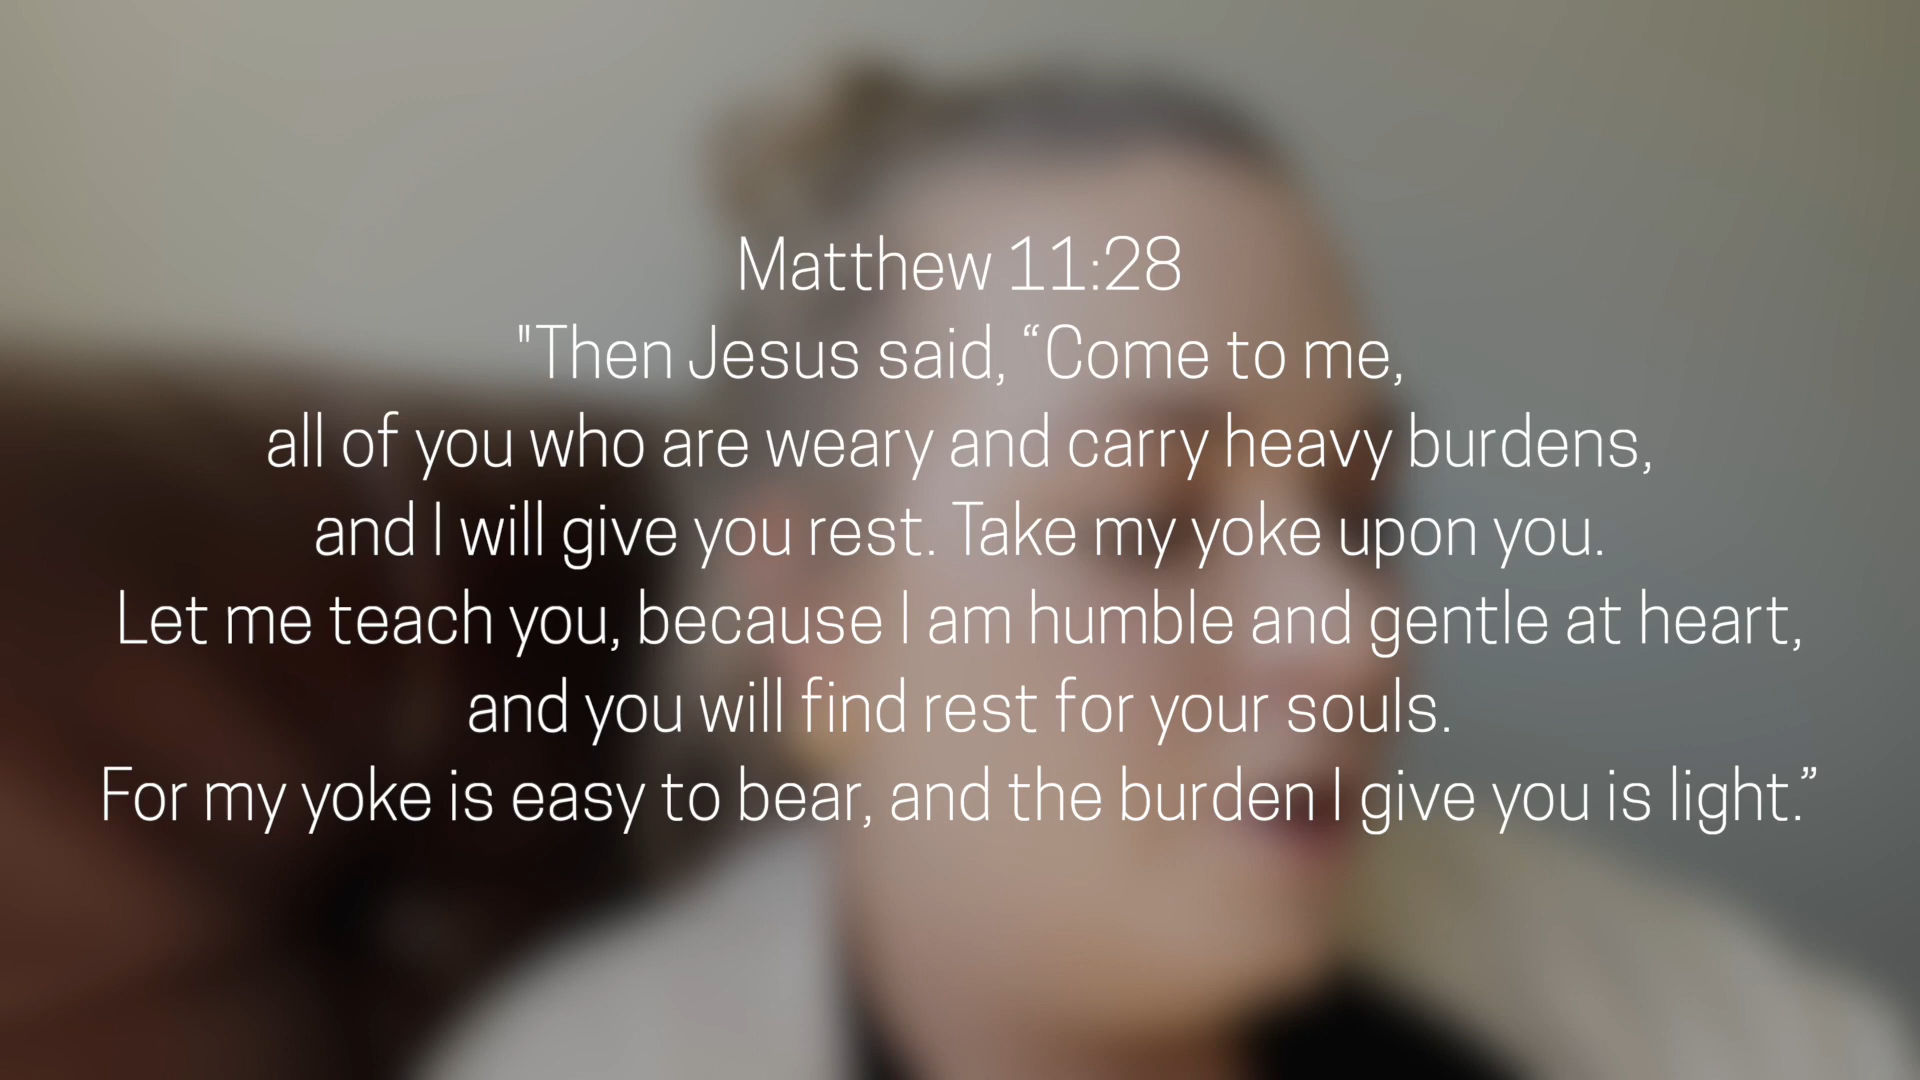 Matthew 11:28
"Then Jesus said, “Come to me,
all of you who are weary and carry heavy burdens,
and I will give you rest. Take my yoke upon you.
Let me teach you, because I am humble and gentle at heart,
and you will find rest for your souls.
For my yoke is easy to bear, and the burden I give you is light.”